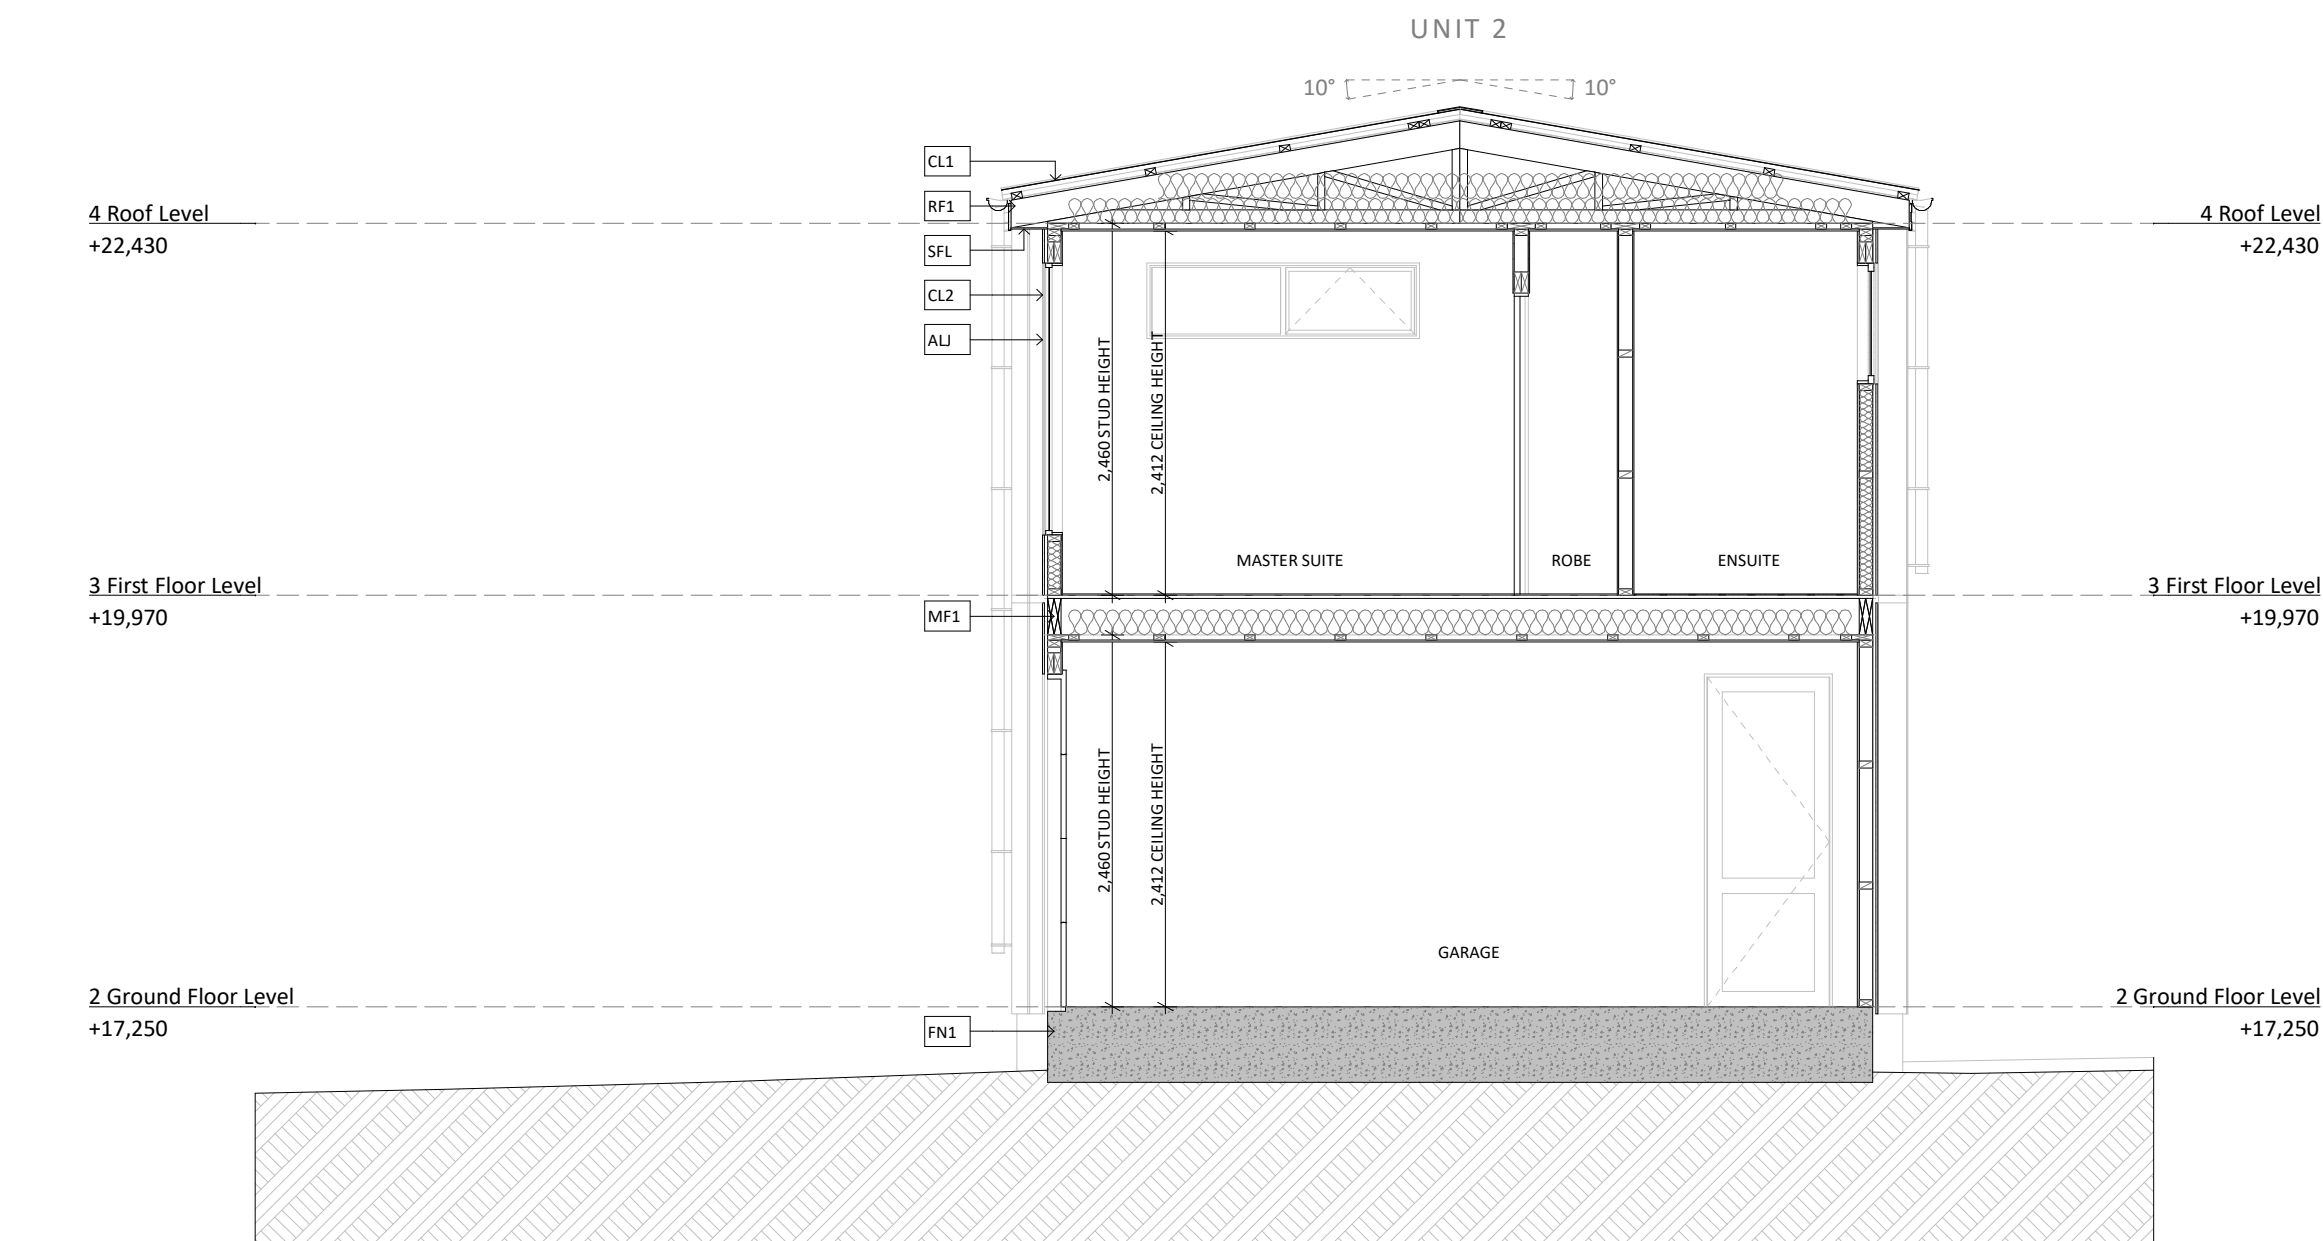 UNIT 2
10° 10°
CL1
RF1
4 Roof Level 4 Roof Level
+22,430 +22,430
SFL
CL2
ALJ
2,460 STUD HEIGHT
2,412 CEILING HEIGHT
MASTER SUITE ROBE ENSUITE
3 First Floor Level 3 First Floor Level
+19,970 +19,970
MF1
2,460 STUD HEIGHT
2,412 CEILING HEIGHT
GARAGE
2 Ground Floor Level 2 Ground Floor Level
+17,250 +17,250
FN1